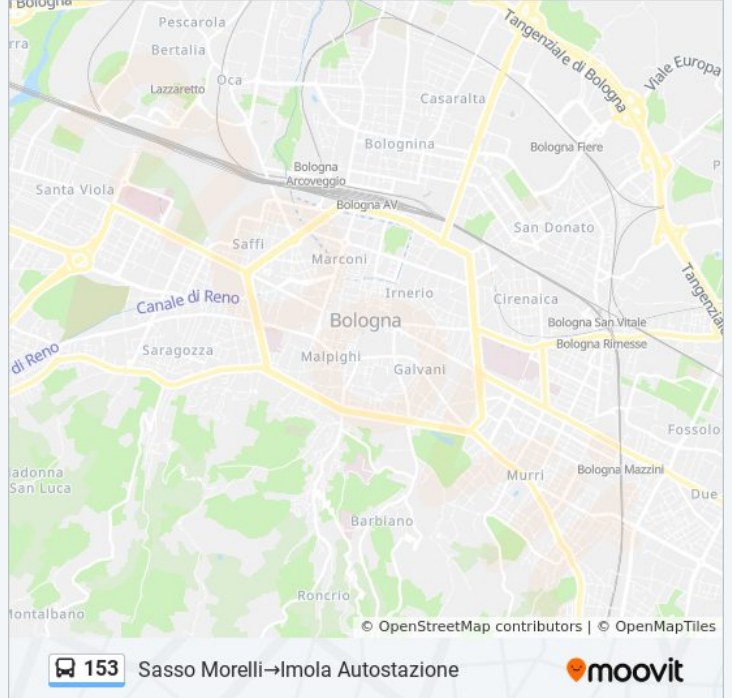 Bologna
Pescarola
Bertalia
Oca
Lazzaretto
Tangenziale di Bologna
Viale Europa
Casaralta
Bolognina
Bologna Fiere
Bologna
Arcoveggio
Santa Viola
Bologna AV
San Donato
Saffi
Marconi
Irnerio
Canale di Reno
Cirenaica
Bologna
Bologna San Vitale
Bologna Rimesse
di Reno
Saragozza
Malpighi
Galvani
Tangenziale
Fossolo
adonna
San Luca
Murri
Bologna Mazzini
Due
Barbiano
Roncrio
Montalbano
© OpenStreetMap contributors | © OpenMapTiles
153 Sasso Morelli→Imola Autostazione
moovit